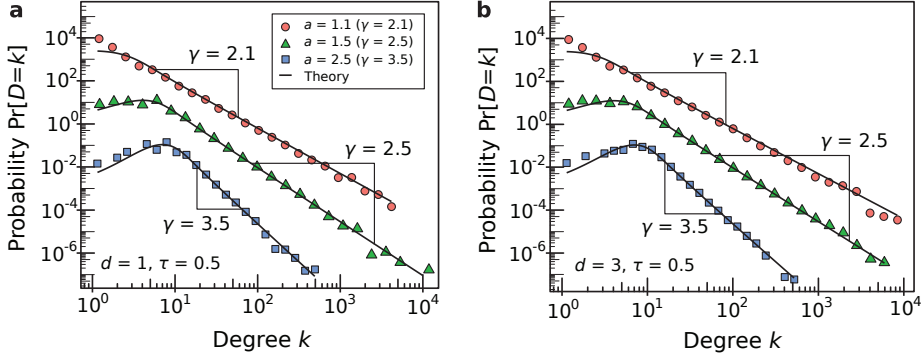 a
Probability Pr[D=k]
10^4
10^2
10^0
10^-2
10^-4
10^-6
a = 1.1 (γ = 2.1)
a = 1.5 (γ = 2.5)
a = 2.5 (γ = 3.5)
Theory
γ = 2.1
γ = 2.5
γ = 3.5
d = 1, τ = 0.5
10^0 10^1 10^2 10^3 10^4
Degree k
b
Probability Pr[D=k]
10^4
10^2
10^0
10^-2
10^-4
10^-6
γ = 2.1
γ = 2.5
γ = 3.5
d = 3, τ = 0.5
10^0 10^1 10^2 10^3 10^4
Degree k